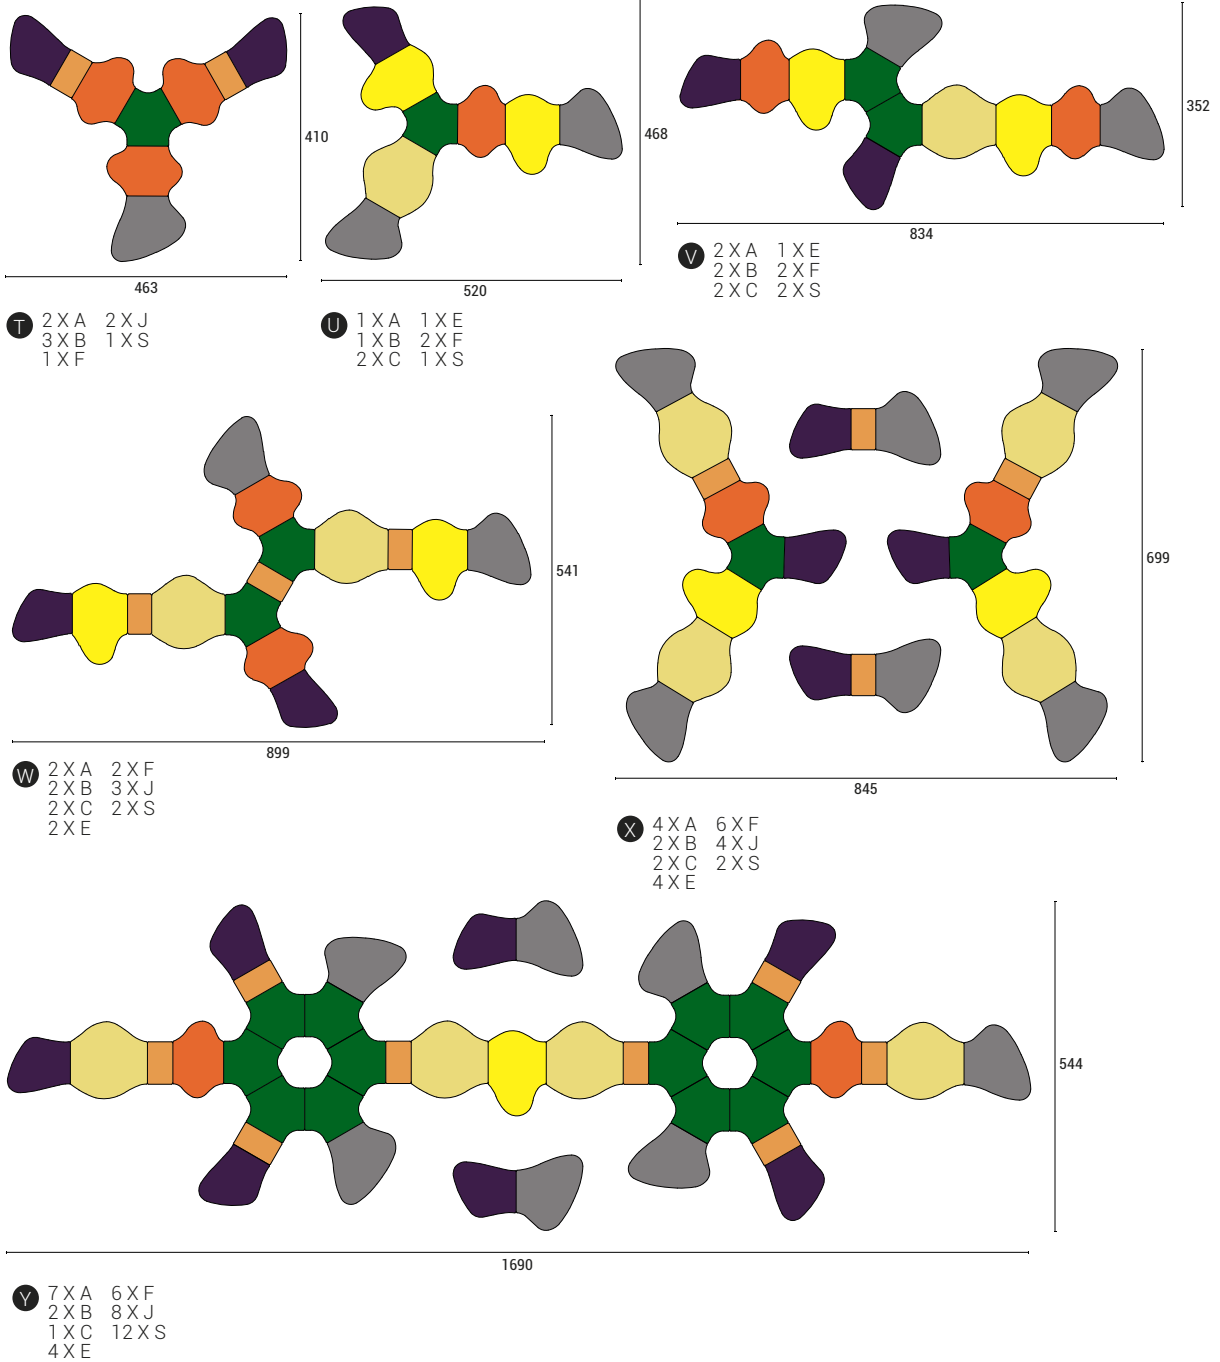 410
463
T
2 X A 2 X J
3 X B 1 X S
1 X F
468
520
U
1 X A 1 X E
1 X B 2 X F
2 X C 1 X S
352
834
V
2 X A 1 X E
2 X B 2 X F
2 X C 2 X S
541
899
W
2 X A 2 X F
2 X B 3 X J
2 X C 2 X S
2 X E
699
845
X
4 X A 6 X F
2 X B 4 X J
2 X C 2 X S
4 X E
544
1690
Y
7 X A 6 X F
2 X B 8 X J
1 X C 12 X S
4 X E